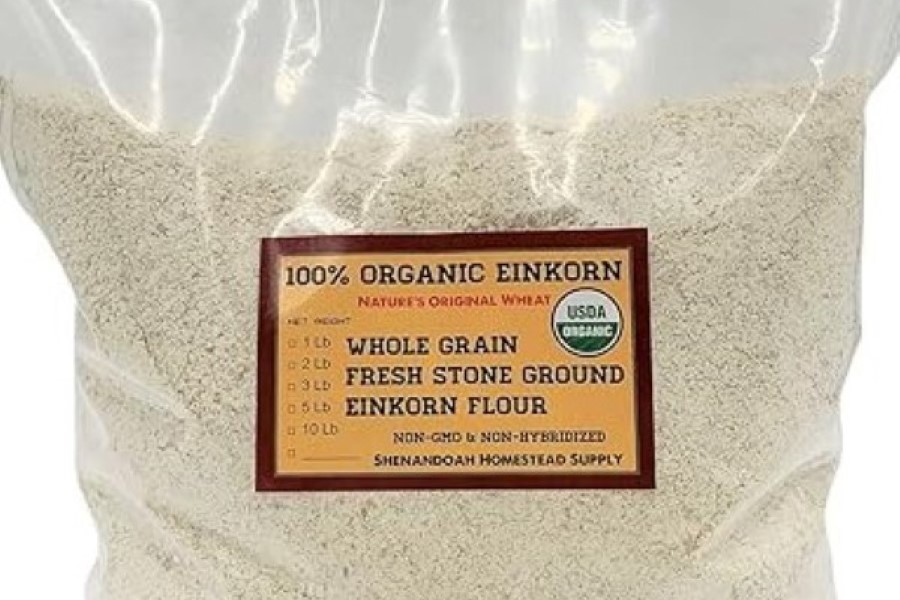 100% ORGANIC EINKORN
NATURE'S ORIGINAL WHEAT
USDA
ORGANIC
NET WEIGHT
1 Lb
2 Lb
3 Lb
5 Lb
10 Lb
WHOLE GRAIN
FRESH STONE GROUND
EINKORN FLOUR
NON-GMO & NON-HYBRIDIZED
SHENANDOAH HOMESTEAD SUPPLY